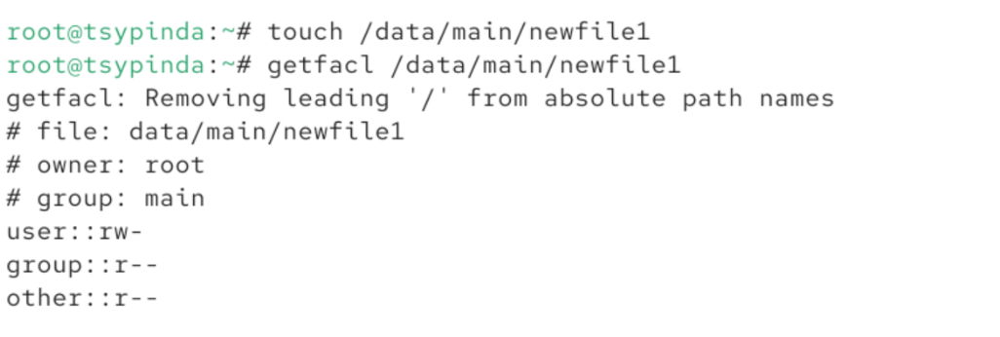 root@tsypinda:~# touch /data/main/newfile1
root@tsypinda:~# getfacl /data/main/newfile1
getfacl: Removing leading '/' from absolute path names
# file: data/main/newfile1
# owner: root
# group: main
user::rw-
group::r--
other::r--